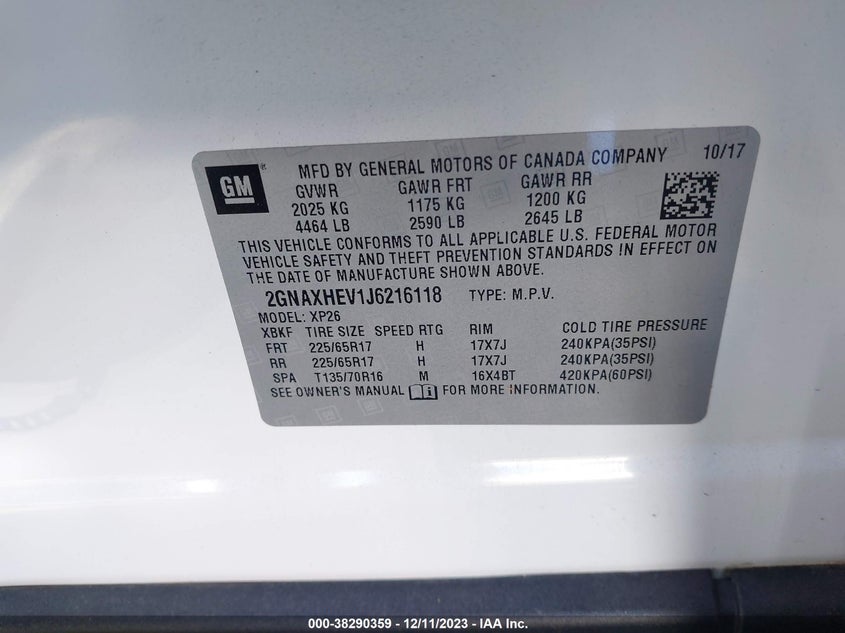 GM
MFD BY GENERAL MOTORS OF CANADA COMPANY 10/17
GVWR GAWR FRT GAWR RR
2025 KG 1175 KG 1200 KG
4464 LB 2590 LB 2645 LB
THIS VEHICLE CONFORMS TO ALL APPLICABLE U.S. FEDERAL MOTOR
VEHICLE SAFETY AND THEFT PREVENTION STANDARDS IN EFFECT ON
THE DATE OF MANUFACTURE SHOWN ABOVE.
2GNAXHEV1J6216118 TYPE: M.P.V.
MODEL: XP26
XBKF TIRE SIZE SPEED RTG RIM COLD TIRE PRESSURE
FRT 225/65R17 H 17X7J 240KPA(35PSI)
RR 225/65R17 H 17X7J 240KPA(35PSI)
SPA T135/70R16 M 16X4BT 420KPA(60PSI)
SEE OWNER'S MANUAL FOR MORE INFORMATION.
000-38290359 - 12/11/2023 - IAA Inc.